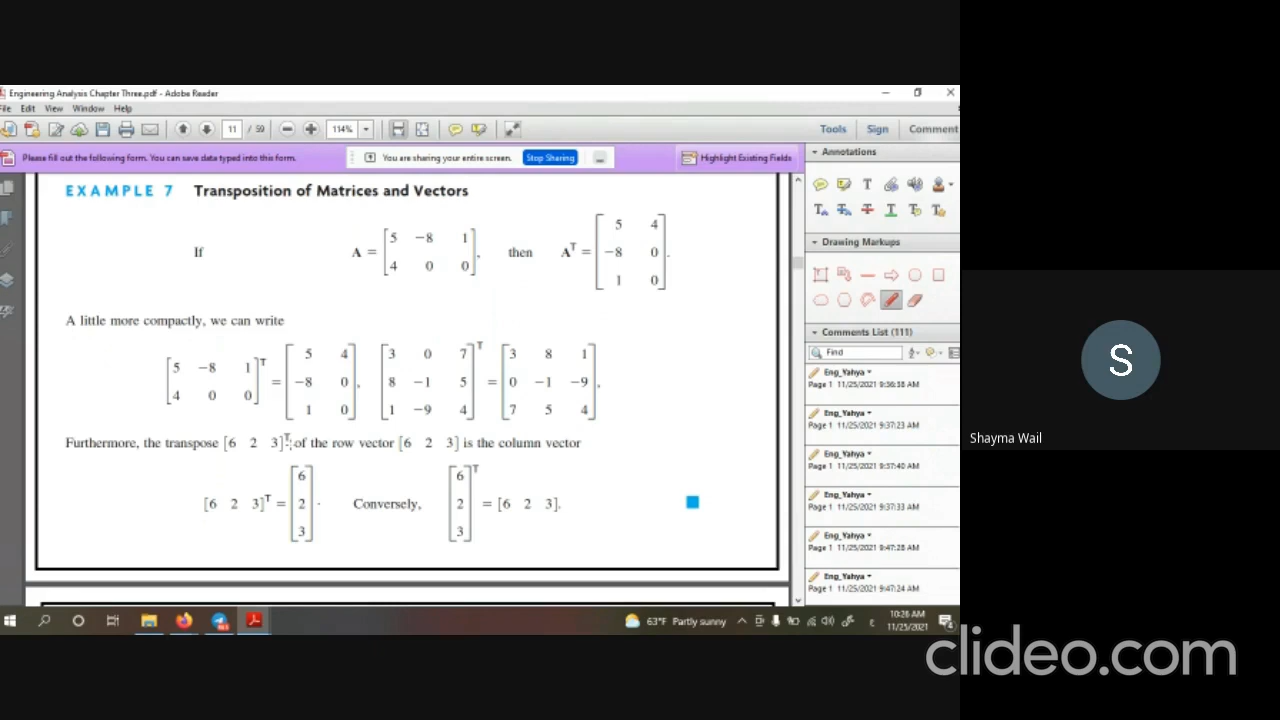 Engineering Analysis Chapter Three.pdf - Adobe Reader
File Edit View Window Help
11 / 59 114% Tools Sign Comment
Please fill out the following form. You can save data typed into this form.
You are sharing your entire screen. Stop Sharing
Highlight Existing Fields
Annotations
EXAMPLE 7 Transposition of Matrices and Vectors
If A = [5 −8 1
4 0 0], then Aᵀ = [5 4
−8 0
1 0].
A little more compactly, we can write
[5 −8 1
4 0 0]ᵀ = [5 4
−8 0
1 0], [3 0 7
8 −1 5
1 −9 4]ᵀ = [3 8 1
0 −1 −9
7 5 4],
Furthermore, the transpose [6 2 3]ᵀ of the row vector [6 2 3] is the column vector
[6 2 3]ᵀ = [6
2
3]. Conversely, [6
2
3]ᵀ = [6 2 3].
Drawing Markups
Comments List (111)
Find
Eng_Yahya
Page 1 11/25/2021 9:36:38 AM
Eng_Yahya
Page 1 11/25/2021 9:37:23 AM
Eng_Yahya
Page 1 11/25/2021 9:37:40 AM
Eng_Yahya
Page 1 11/25/2021 9:37:33 AM
Eng_Yahya
Page 1 11/25/2021 9:47:28 AM
Eng_Yahya
Page 1 11/25/2021 9:47:24 AM
63°F Partly sunny
ع
10:26 AM
11/25/2021
S
Shayma Wail
clideo.com